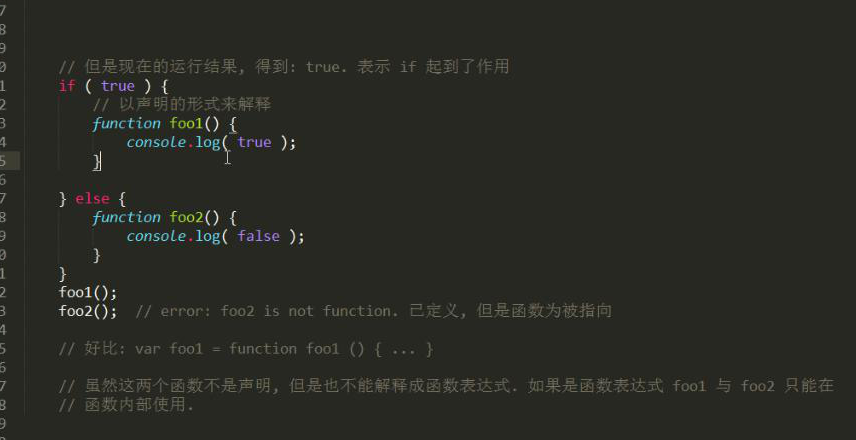 7
8
9
0 // 但是现在的运行结果, 得到: true. 表示 if 起到了作用
1 if ( true ) {
2 // 以声明的形式来解释
3 function foo1() {
4 console.log( true );
5 }
6
7 } else {
8 function foo2() {
9 console.log( false );
0 }
1 }
2 foo1();
3 foo2(); // error: foo2 is not function. 已定义, 但是函数为被指向
4
5 // 好比: var foo1 = function foo1 () { ... }
6
7 // 虽然这两个函数不是声明, 但是也不能解释成函数表达式. 如果是函数表达式 foo1 与 foo2 只能在
8 // 函数内部使用.
9